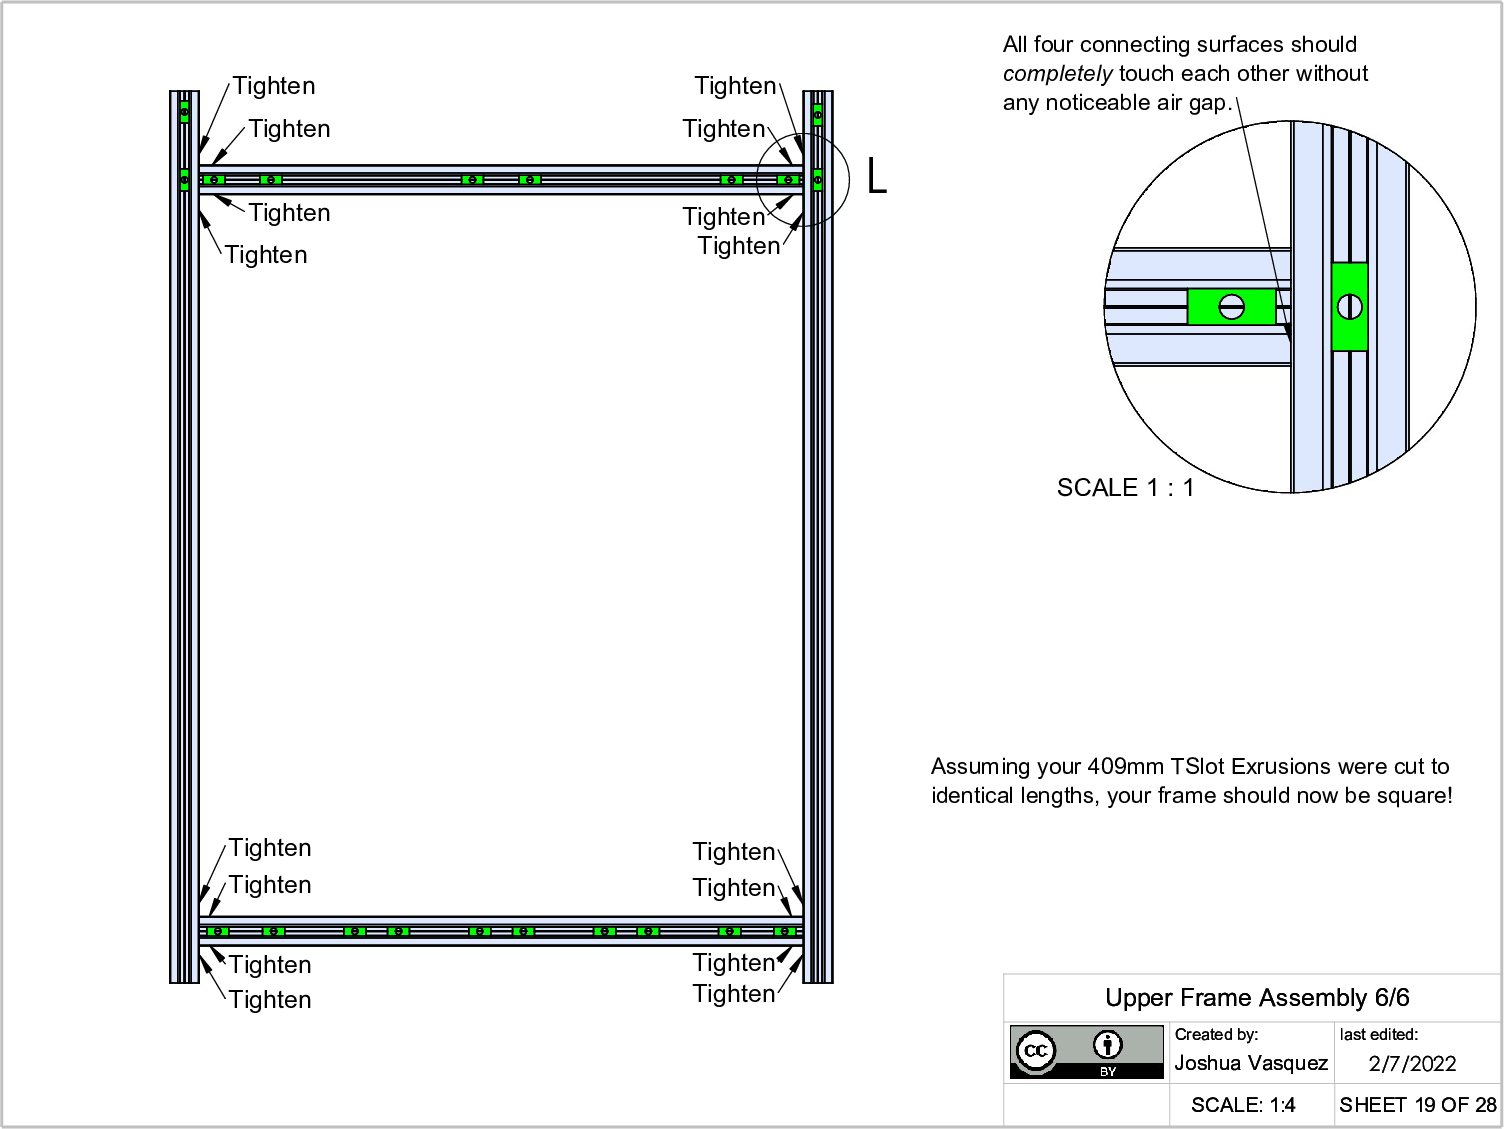 All four connecting surfaces should
completely touch each other without
any noticeable air gap.
Tighten
Tighten
Tighten
Tighten
L
Tighten
Tighten
Tighten
Tighten
SCALE 1 : 1
Assuming your 409mm TSlot Exrusions were cut to
identical lengths, your frame should now be square!
Tighten
Tighten
Tighten
Tighten
Tighten
Tighten
Tighten
Tighten
Upper Frame Assembly 6/6
cc
BY
Created by:
Joshua Vasquez
last edited:
2/7/2022
SCALE: 1:4
SHEET 19 OF 28